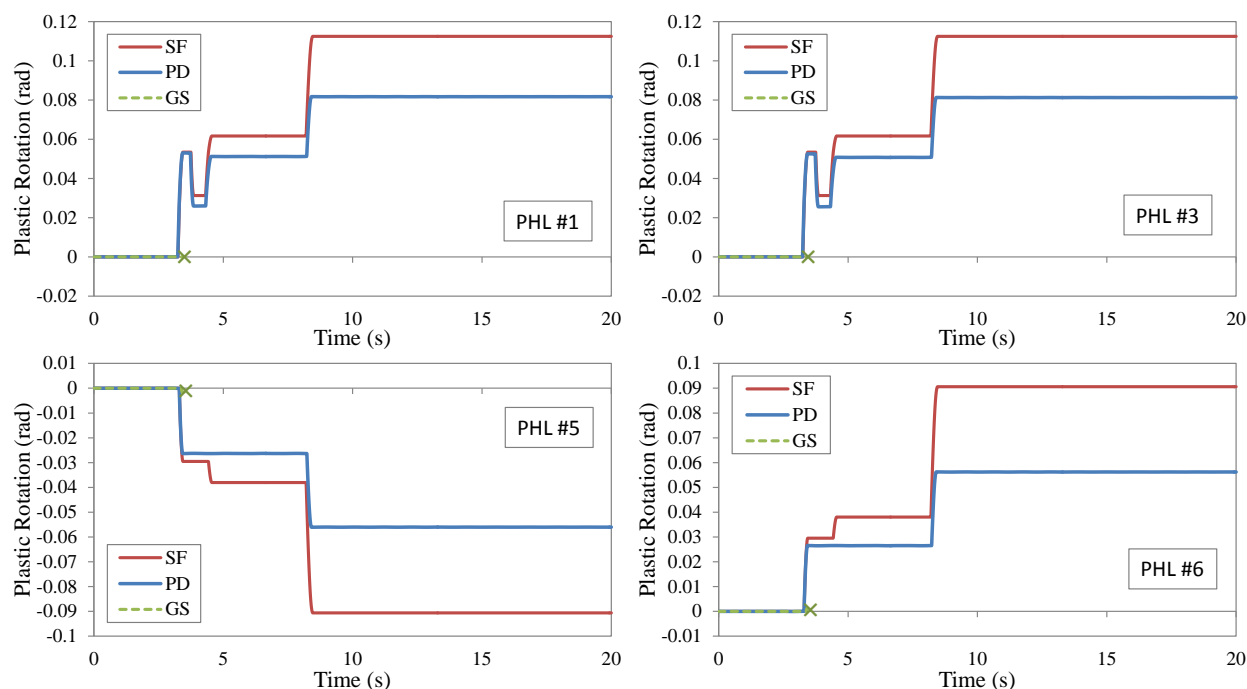 0.12
0.1
0.08
0.06
0.04
0.02
0
-0.02
Plastic Rotation (rad)
SF
PD
GS
PHL #1
0 5 10 15 20
Time (s)
0.12
0.1
0.08
0.06
0.04
0.02
0
-0.02
Plastic Rotation (rad)
SF
PD
GS
PHL #3
0 5 10 15 20
Time (s)
0.01
0
-0.01
-0.02
-0.03
-0.04
-0.05
-0.06
-0.07
-0.08
-0.09
-0.1
Plastic Rotation (rad)
PHL #5
SF
PD
GS
0 5 10 15 20
Time (s)
0.1
0.09
0.08
0.07
0.06
0.05
0.04
0.03
0.02
0.01
0
-0.01
Plastic Rotation (rad)
SF
PD
GS
PHL #6
0 5 10 15 20
Time (s)